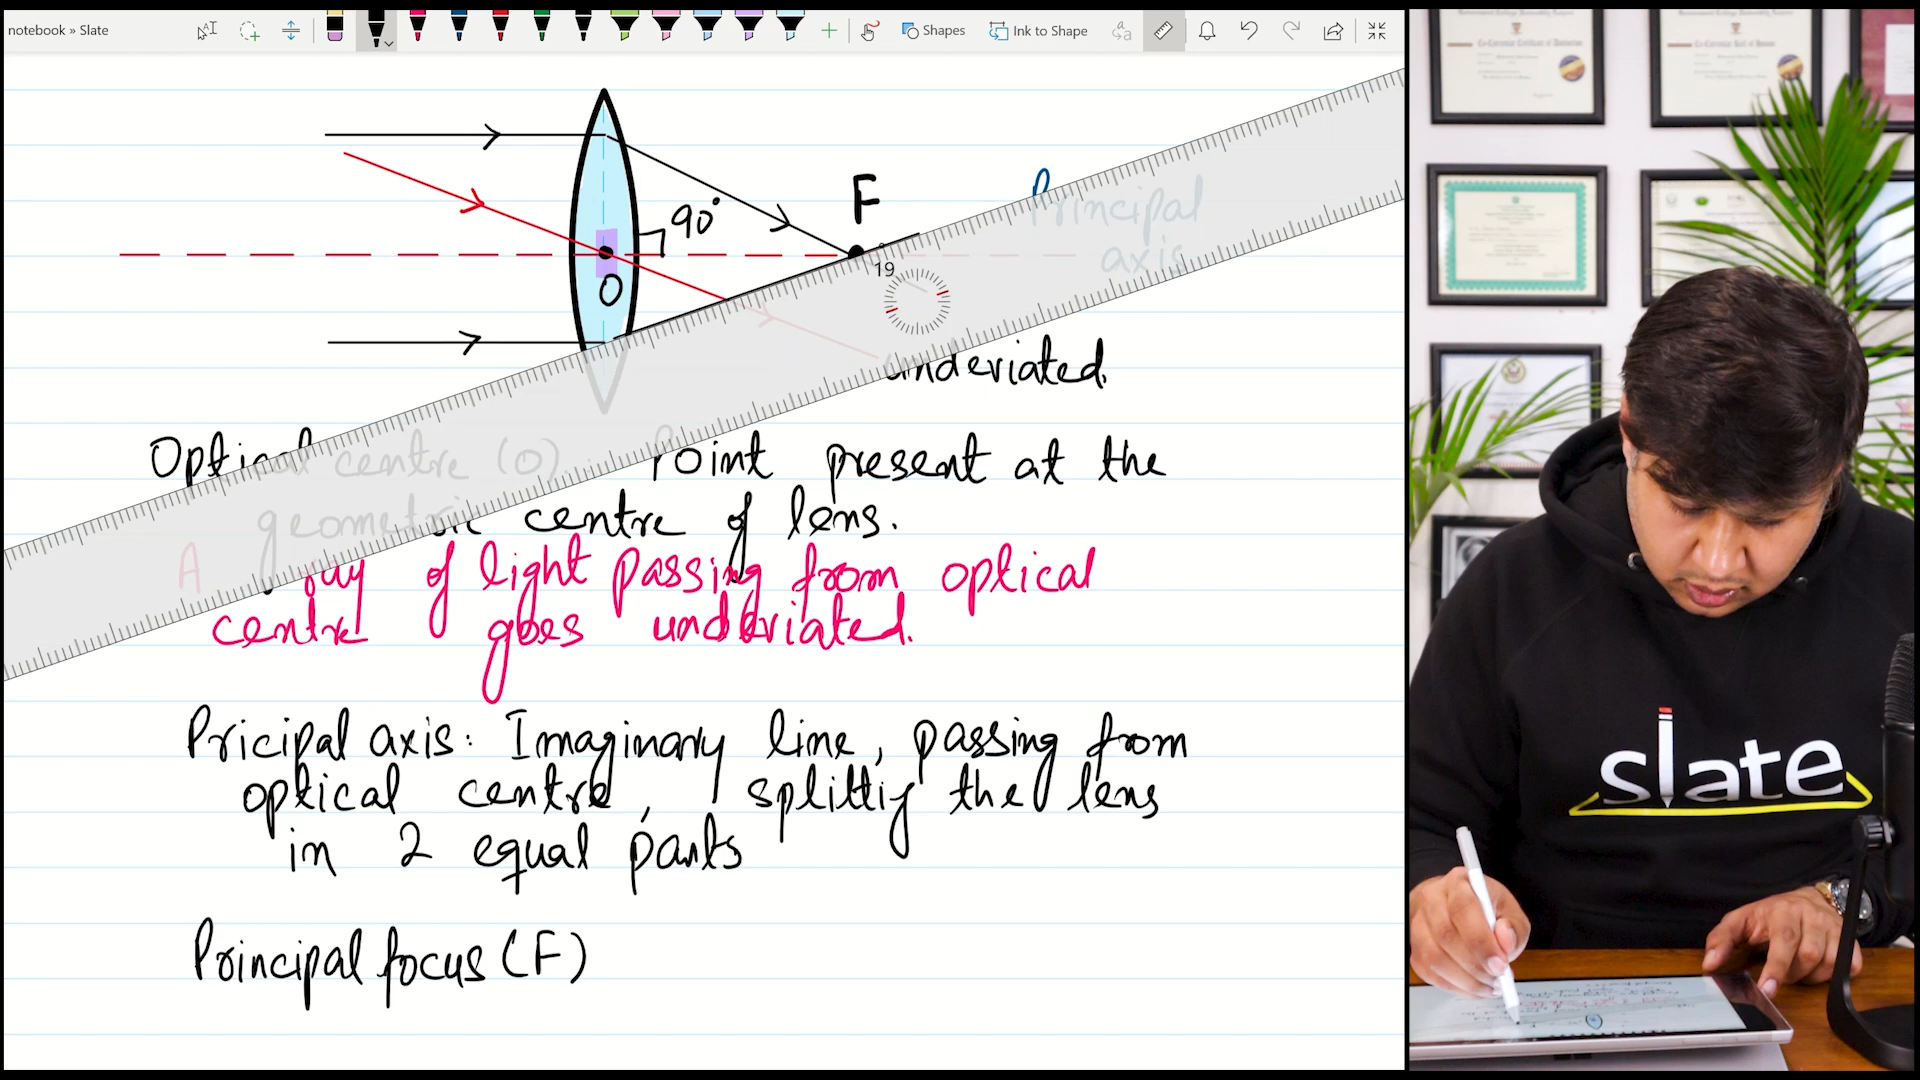 notebook » Slate
Shapes
Ink to Shape
F
90°
Principal
axis
19
O
undeviated.
Optical centre (O) Point present at the
geometric centre of lens.
A ray of light passing from optical
centre goes undeviated.
Pricipal axis: Imaginary line, passing from
optical centre, splittig the lens
in 2 equal parts
Principal focus (F)
slate